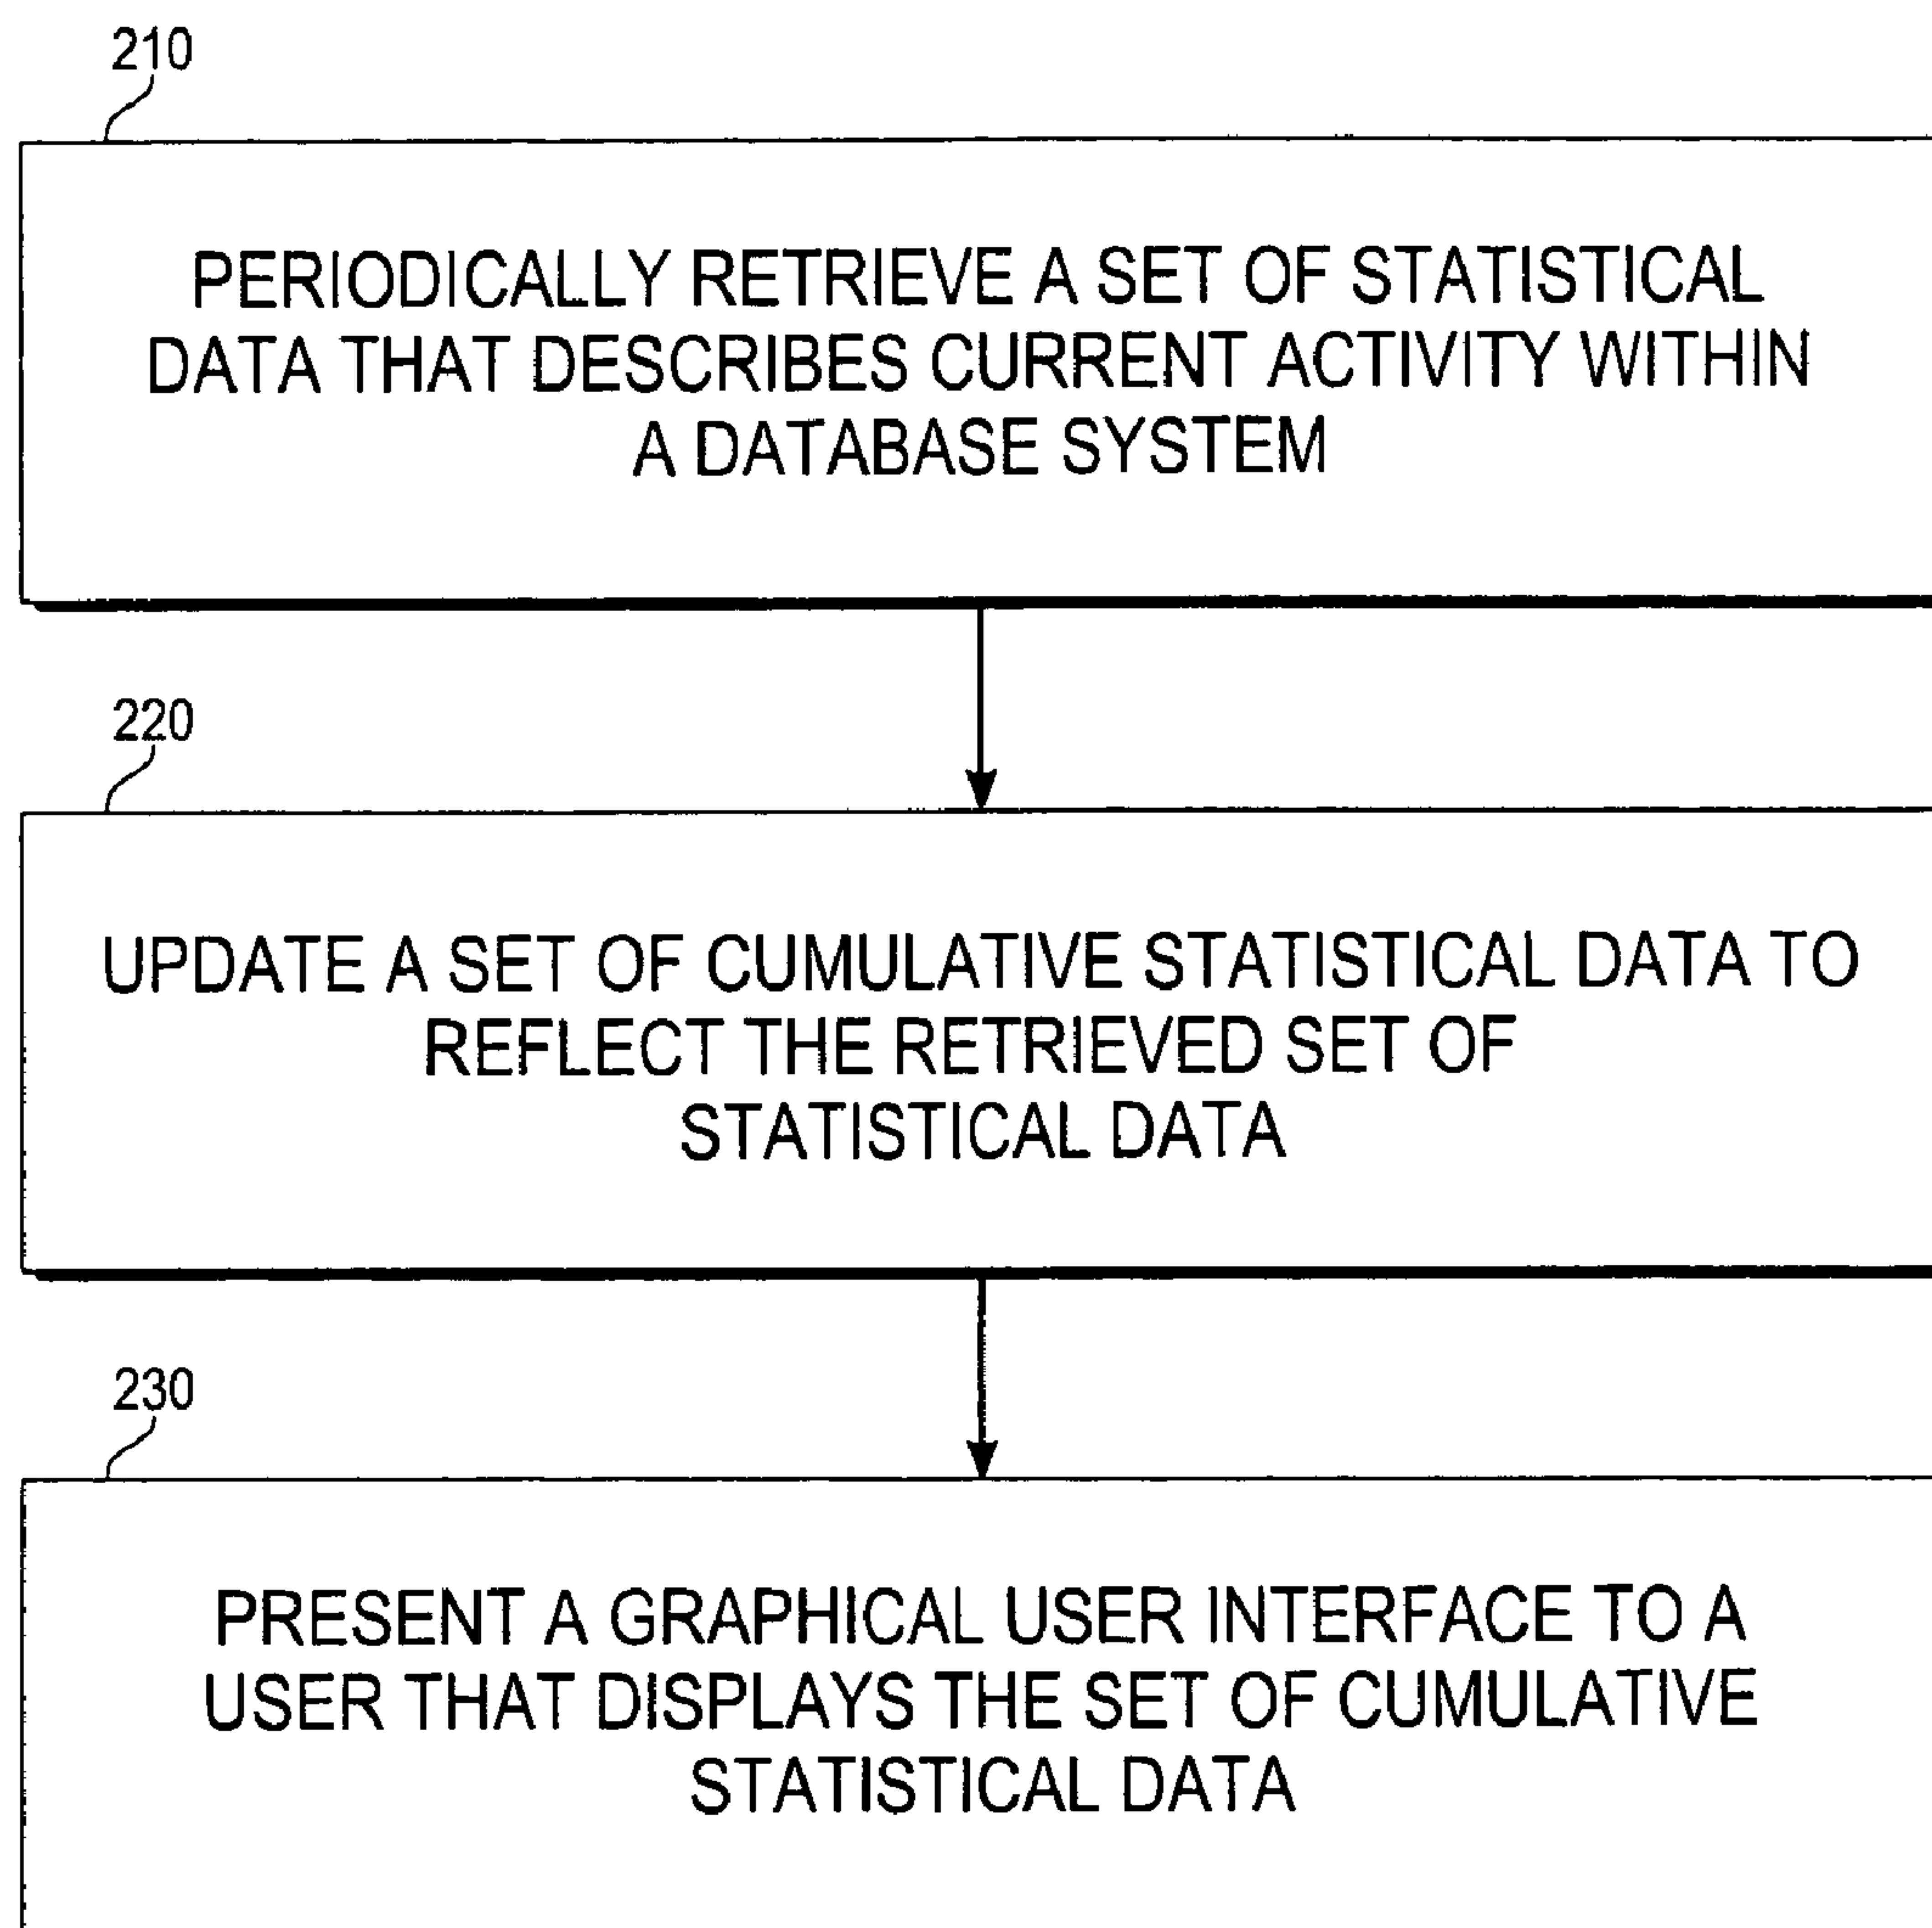 210
PERIODICALLY RETRIEVE A SET OF STATISTICAL
DATA THAT DESCRIBES CURRENT ACTIVITY WITHIN
A DATABASE SYSTEM
220
UPDATE A SET OF CUMULATIVE STATISTICAL DATA TO
REFLECT THE RETRIEVED SET OF
STATISTICAL DATA
230
PRESENT A GRAPHICAL USER INTERFACE TO A
USER THAT DISPLAYS THE SET OF CUMULATIVE
STATISTICAL DATA